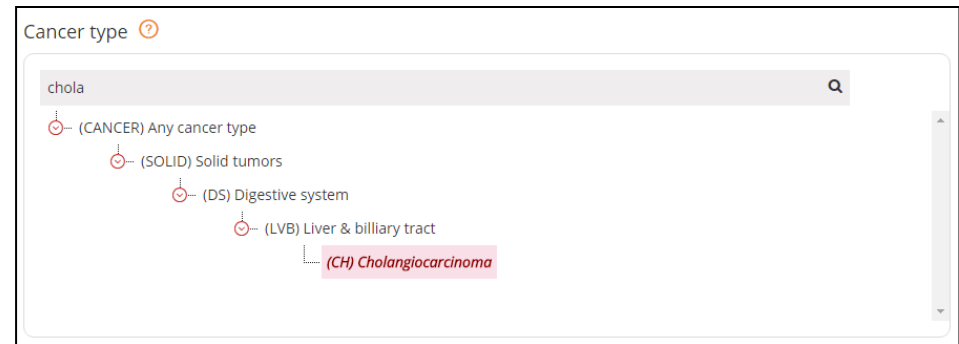 Cancer type ?
chola
(CANCER) Any cancer type
(SOLID) Solid tumors
(DS) Digestive system
(LVB) Liver & billiary tract
(CH) Cholangiocarcinoma